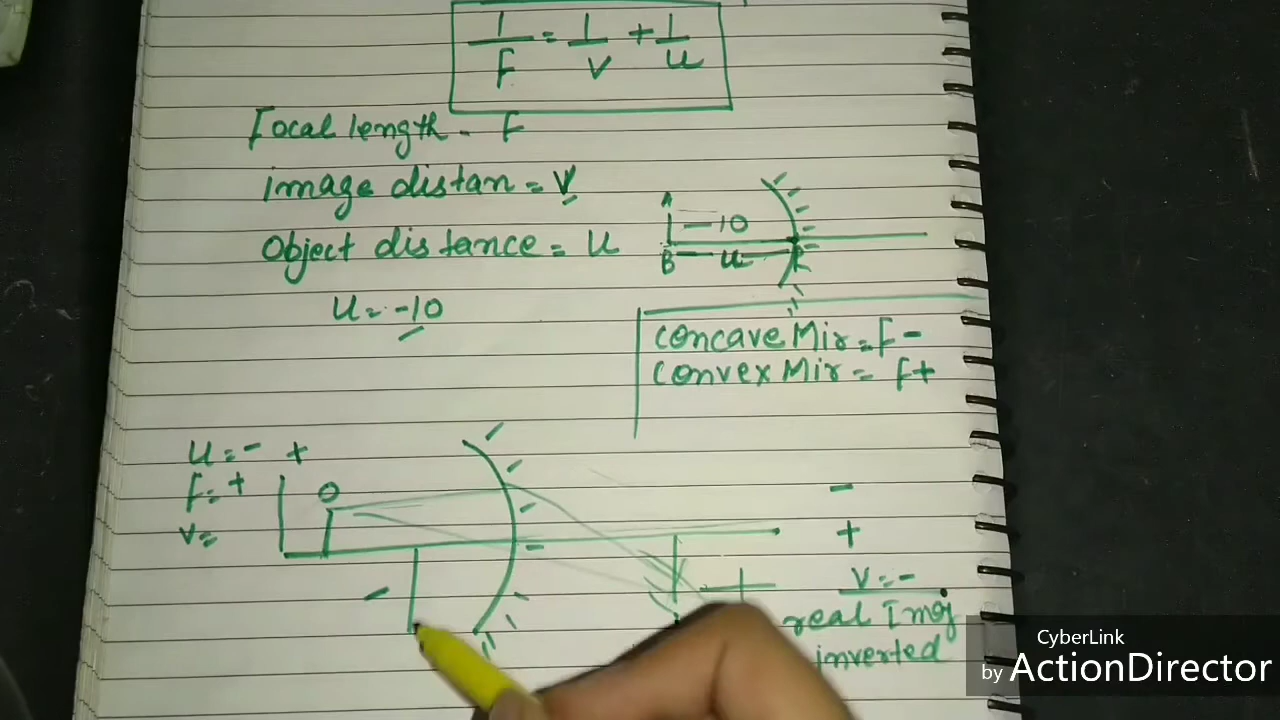 1/F = 1/v + 1/u
Focal length - F
image distan = V
object distance = u
u = -10
A
-10
B u P
concave Mir = F -
convex Mir = F+
u = - +
f = +
v =
O
-
+
-
v = -
real Imaj
inverted
CyberLink
by ActionDirector